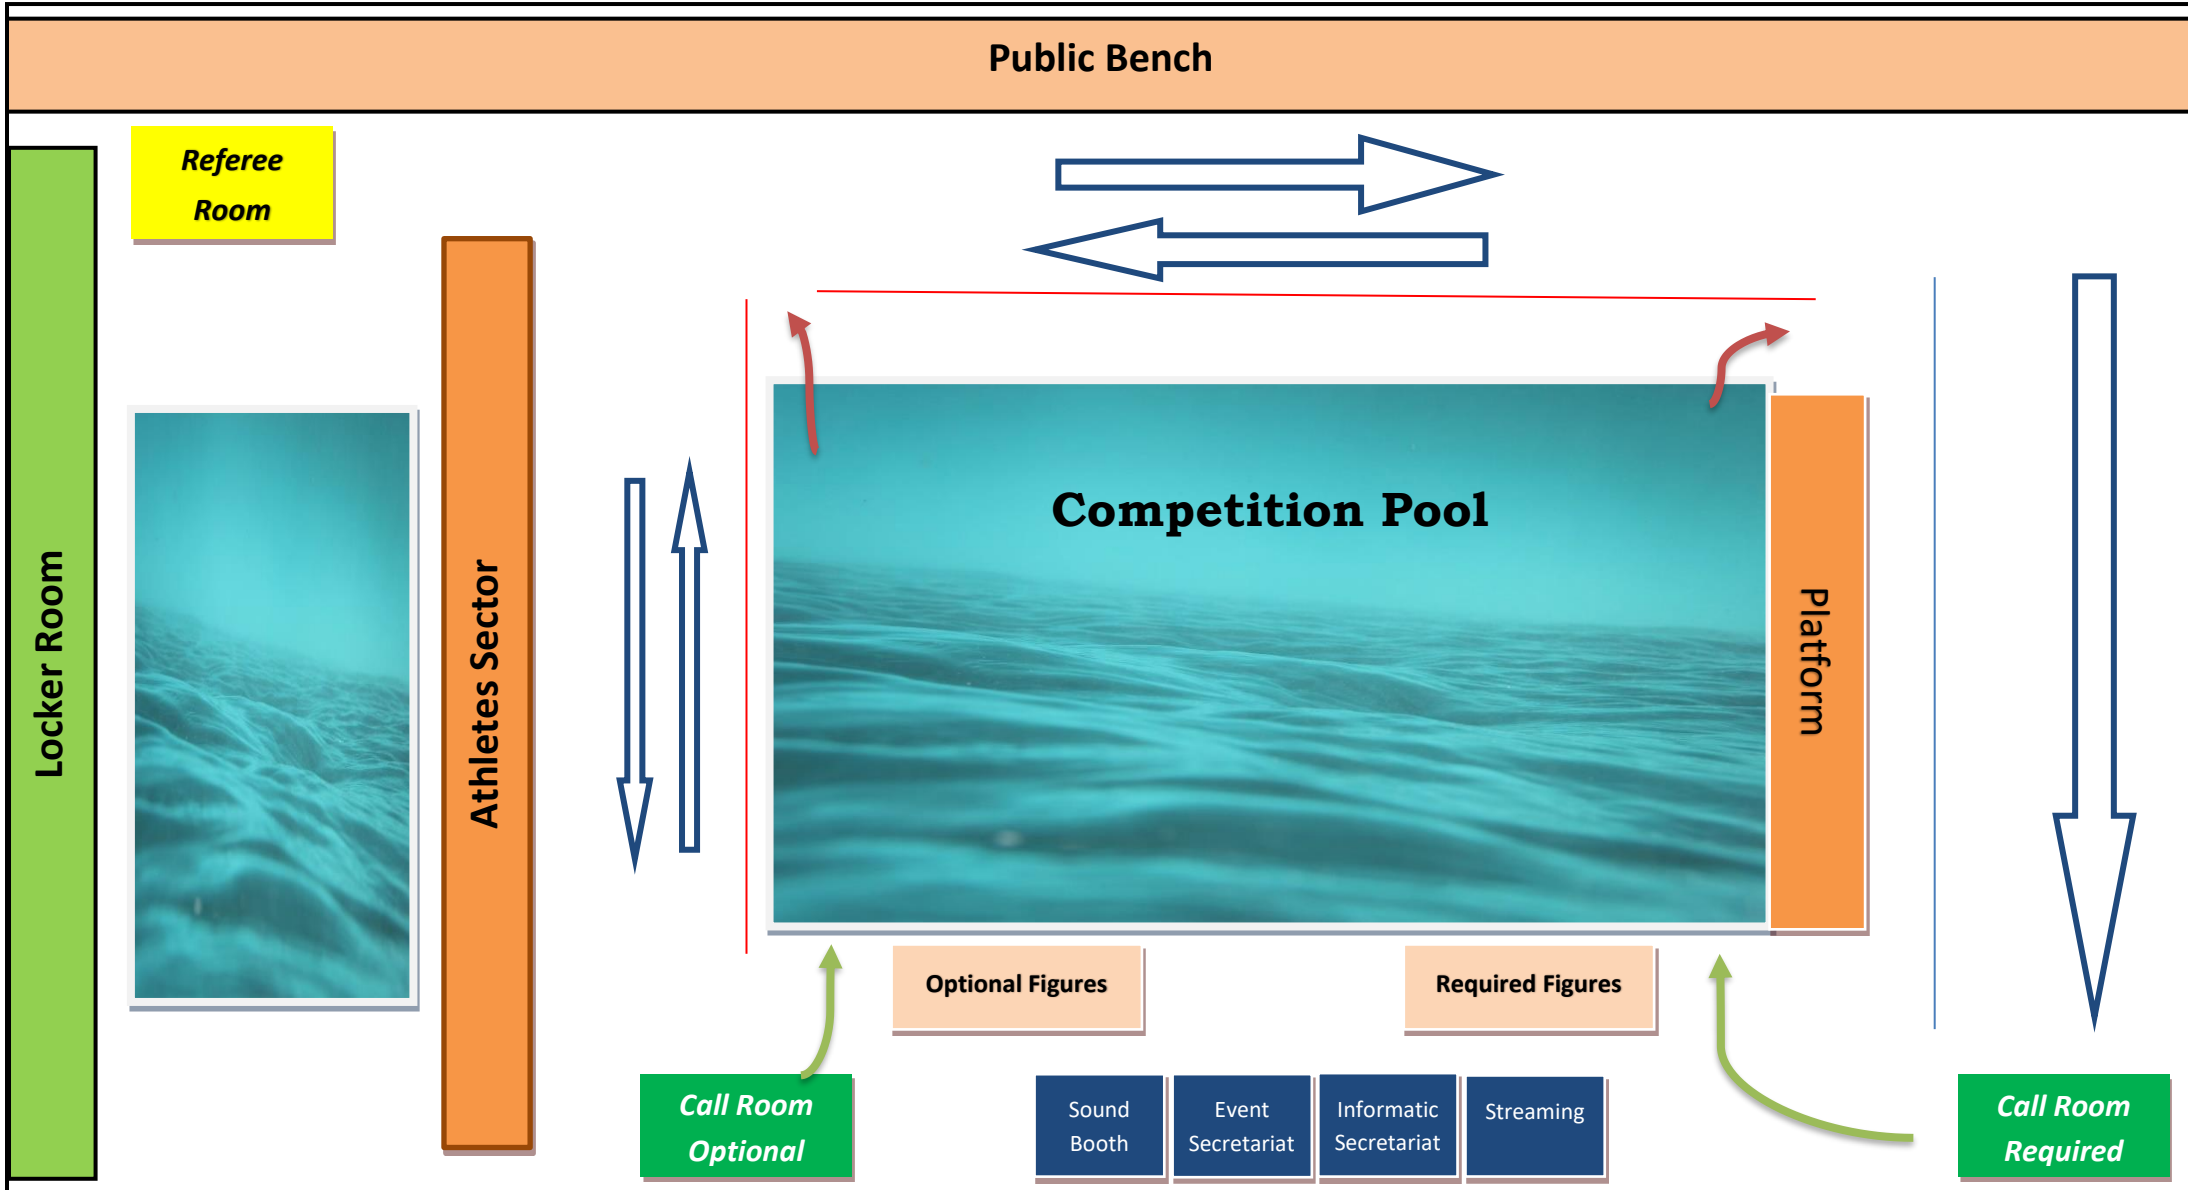 Public Bench
Referee
Room
Locker Room
Athletes Sector
Competition Pool
Platform
Optional Figures
Required Figures
Call Room
Optional
Sound
Booth
Event
Secretariat
Informatic
Secretariat
Streaming
Call Room
Required